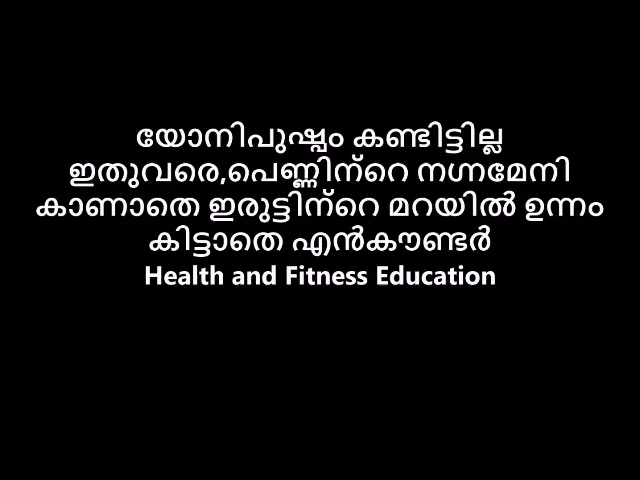 യോനിപുഷ്പം കണ്ടിട്ടില്ല
ഇതുവരെ,പെണ്ണിന്റെ നഗ്നമേനി
കാണാതെ ഇരുട്ടിന്റെ മറയിൽ ഉന്നം
കിട്ടാതെ എൻകൗണ്ടർ
Health and Fitness Education